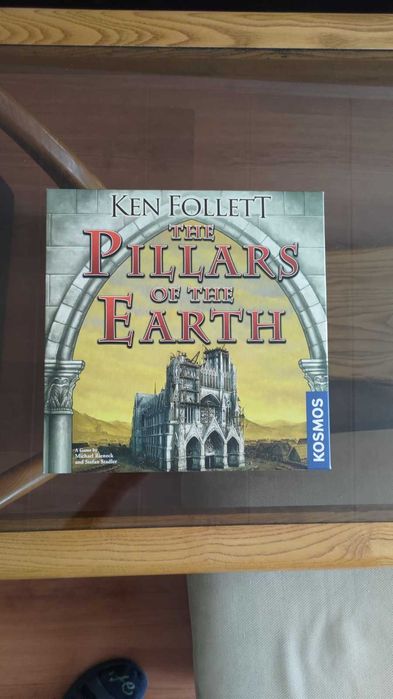 KEN FOLLETT
THE
PILLARS
OF THE
EARTH
A Game by
Michael Rieneck
and Stefan Stadler
KOSMOS